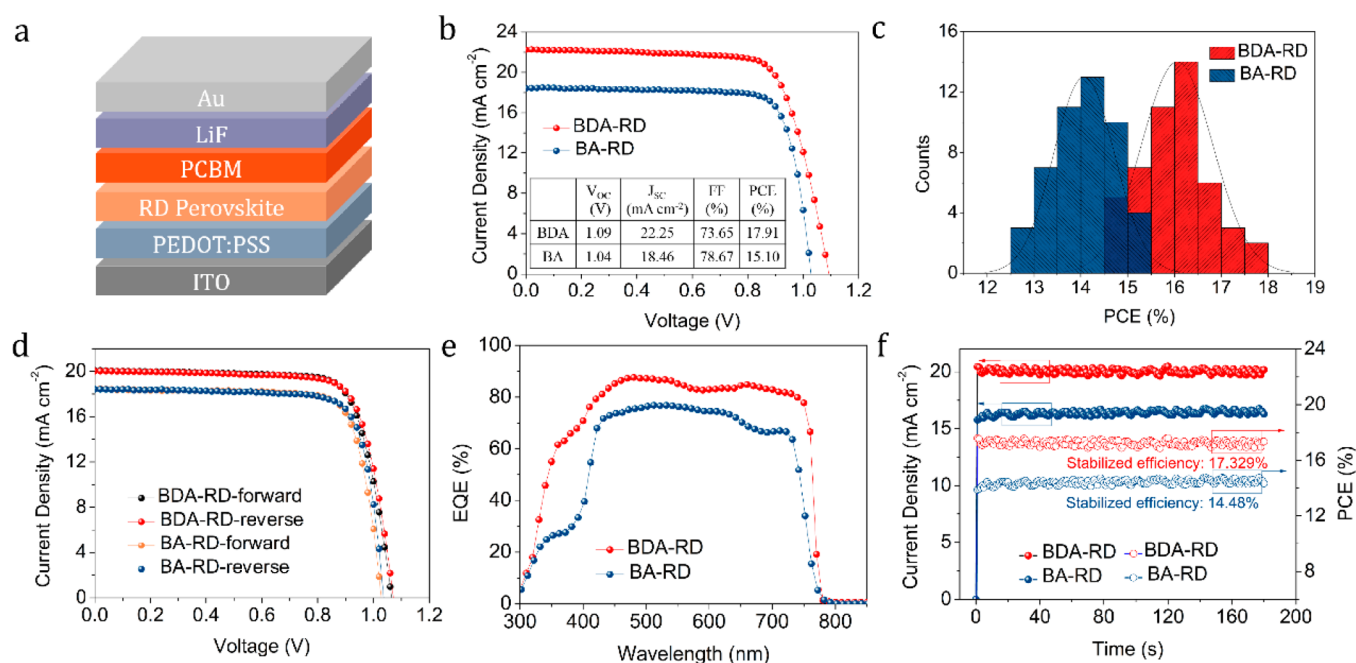 a
Au
LiF
PCBM
RD Perovskite
PEDOT:PSS
ITO
b
Current Density (mA cm⁻²)
24
20
16
12
8
4
0
BDA-RD
BA-RD
V_OC (V) J_SC (mA cm⁻²) FF (%) PCE (%)
BDA 1.09 22.25 73.65 17.91
BA 1.04 18.46 78.67 15.10
0.0 0.2 0.4 0.6 0.8 1.0 1.2
Voltage (V)
c
Counts
16
12
8
4
0
BDA-RD
BA-RD
12 13 14 15 16 17 18 19
PCE (%)
d
Current Density (mA cm⁻²)
20
16
12
8
4
0
BDA-RD-forward
BDA-RD-reverse
BA-RD-forward
BA-RD-reverse
0.0 0.2 0.4 0.6 0.8 1.0 1.2
Voltage (V)
e
EQE (%)
100
80
60
40
20
0
BDA-RD
BA-RD
300 400 500 600 700 800
Wavelength (nm)
f
Current Density (mA cm⁻²)
20
15
10
5
0
Stabilized efficiency: 17.329%
Stabilized efficiency: 14.48%
BDA-RD BDA-RD
BA-RD BA-RD
24
20
16
12
8
PCE (%)
0 40 80 120 160 200
Time (s)